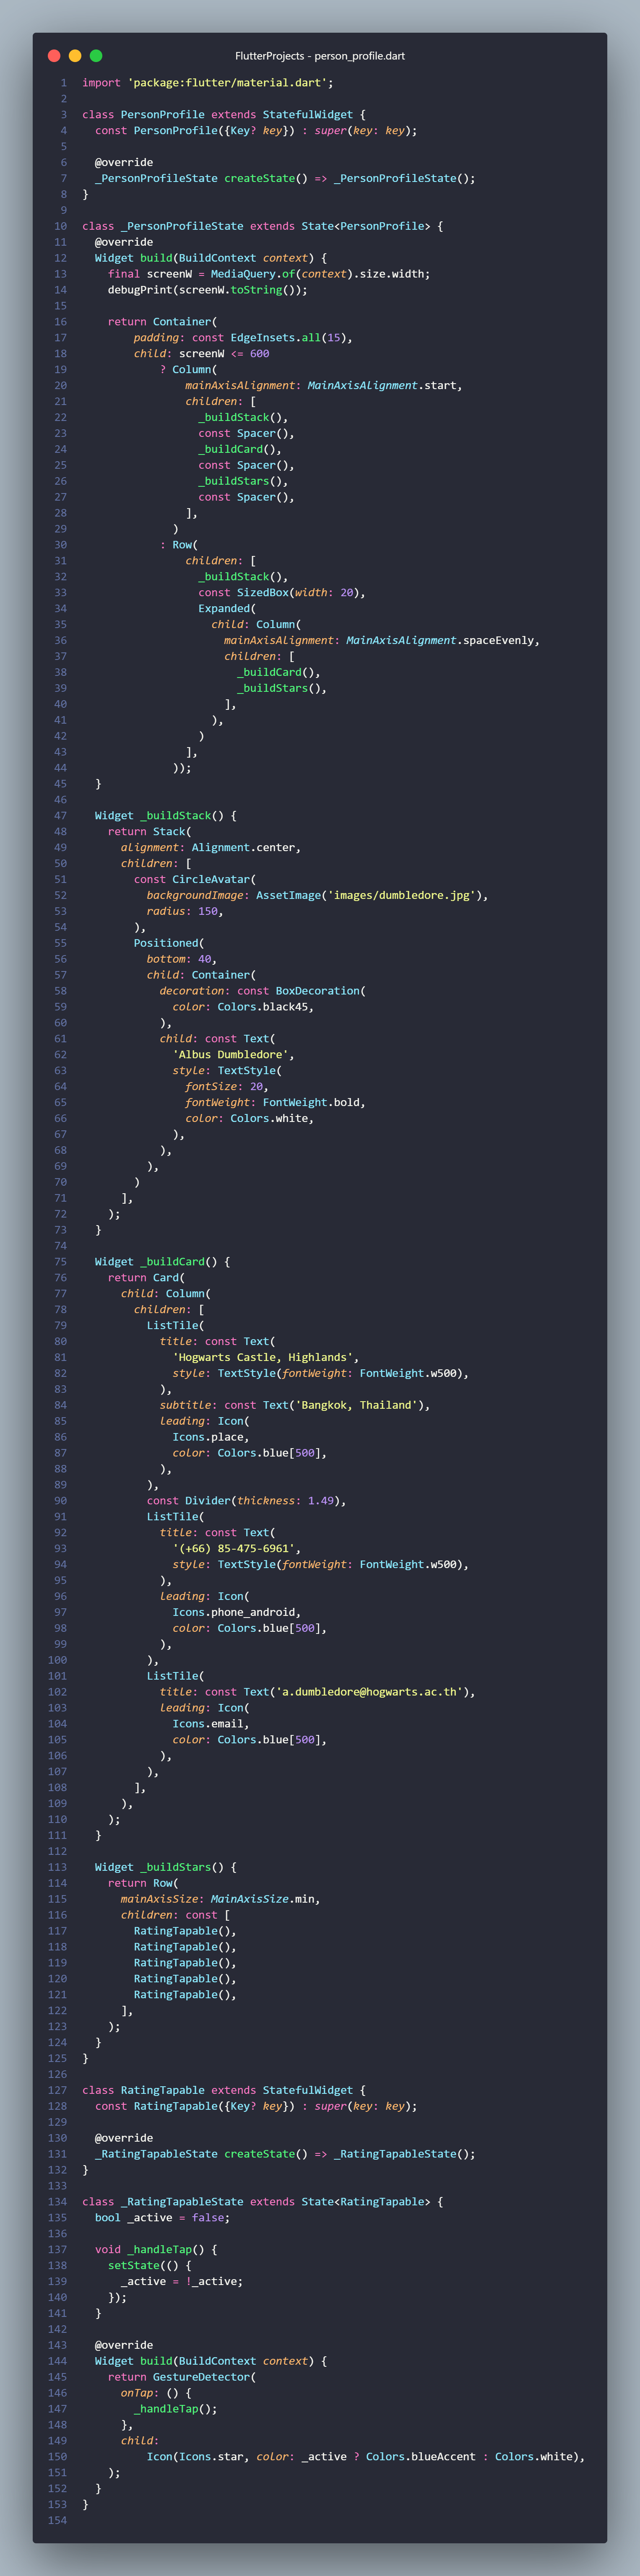 FlutterProjects - person_profile.dart
1 import 'package:flutter/material.dart';
2
3 class PersonProfile extends StatefulWidget {
4   const PersonProfile({Key? key}) : super(key: key);
5
6   @override
7   _PersonProfileState createState() => _PersonProfileState();
8 }
9
10 class _PersonProfileState extends State<PersonProfile> {
11   @override
12   Widget build(BuildContext context) {
13     final screenW = MediaQuery.of(context).size.width;
14     debugPrint(screenW.toString());
15
16     return Container(
17         padding: const EdgeInsets.all(15),
18         child: screenW <= 600
19             ? Column(
20                 mainAxisAlignment: MainAxisAlignment.start,
21                 children: [
22                   _buildStack(),
23                   const Spacer(),
24                   _buildCard(),
25                   const Spacer(),
26                   _buildStars(),
27                   const Spacer(),
28                 ],
29               )
30             : Row(
31                 children: [
32                   _buildStack(),
33                   const SizedBox(width: 20),
34                   Expanded(
35                     child: Column(
36                       mainAxisAlignment: MainAxisAlignment.spaceEvenly,
37                       children: [
38                         _buildCard(),
39                         _buildStars(),
40                       ],
41                     ),
42                   )
43                 ],
44               ));
45   }
46
47   Widget _buildStack() {
48     return Stack(
49       alignment: Alignment.center,
50       children: [
51         const CircleAvatar(
52           backgroundImage: AssetImage('images/dumbledore.jpg'),
53           radius: 150,
54         ),
55         Positioned(
56           bottom: 40,
57           child: Container(
58             decoration: const BoxDecoration(
59               color: Colors.black45,
60             ),
61             child: const Text(
62               'Albus Dumbledore',
63               style: TextStyle(
64                 fontSize: 20,
65                 fontWeight: FontWeight.bold,
66                 color: Colors.white,
67               ),
68             ),
69           ),
70         )
71       ],
72     );
73   }
74
75   Widget _buildCard() {
76     return Card(
77       child: Column(
78         children: [
79           ListTile(
80             title: const Text(
81               'Hogwarts Castle, Highlands',
82               style: TextStyle(fontWeight: FontWeight.w500),
83             ),
84             subtitle: const Text('Bangkok, Thailand'),
85             leading: Icon(
86               Icons.place,
87               color: Colors.blue[500],
88             ),
89           ),
90           const Divider(thickness: 1.49),
91           ListTile(
92             title: const Text(
93               '(+66) 85-475-6961',
94               style: TextStyle(fontWeight: FontWeight.w500),
95             ),
96             leading: Icon(
97               Icons.phone_android,
98               color: Colors.blue[500],
99             ),
100           ),
101           ListTile(
102             title: const Text('a.dumbledore@hogwarts.ac.th'),
103             leading: Icon(
104               Icons.email,
105               color: Colors.blue[500],
106             ),
107           ),
108         ],
109       ),
110     );
111   }
112
113   Widget _buildStars() {
114     return Row(
115       mainAxisSize: MainAxisSize.min,
116       children: const [
117         RatingTapable(),
118         RatingTapable(),
119         RatingTapable(),
120         RatingTapable(),
121         RatingTapable(),
122       ],
123     );
124   }
125 }
126
127 class RatingTapable extends StatefulWidget {
128   const RatingTapable({Key? key}) : super(key: key);
129
130   @override
131   _RatingTapableState createState() => _RatingTapableState();
132 }
133
134 class _RatingTapableState extends State<RatingTapable> {
135   bool _active = false;
136
137   void _handleTap() {
138     setState(() {
139       _active = !_active;
140     });
141   }
142
143   @override
144   Widget build(BuildContext context) {
145     return GestureDetector(
146       onTap: () {
147         _handleTap();
148       },
149       child:
150           Icon(Icons.star, color: _active ? Colors.blueAccent : Colors.white),
151     );
152   }
153 }
154